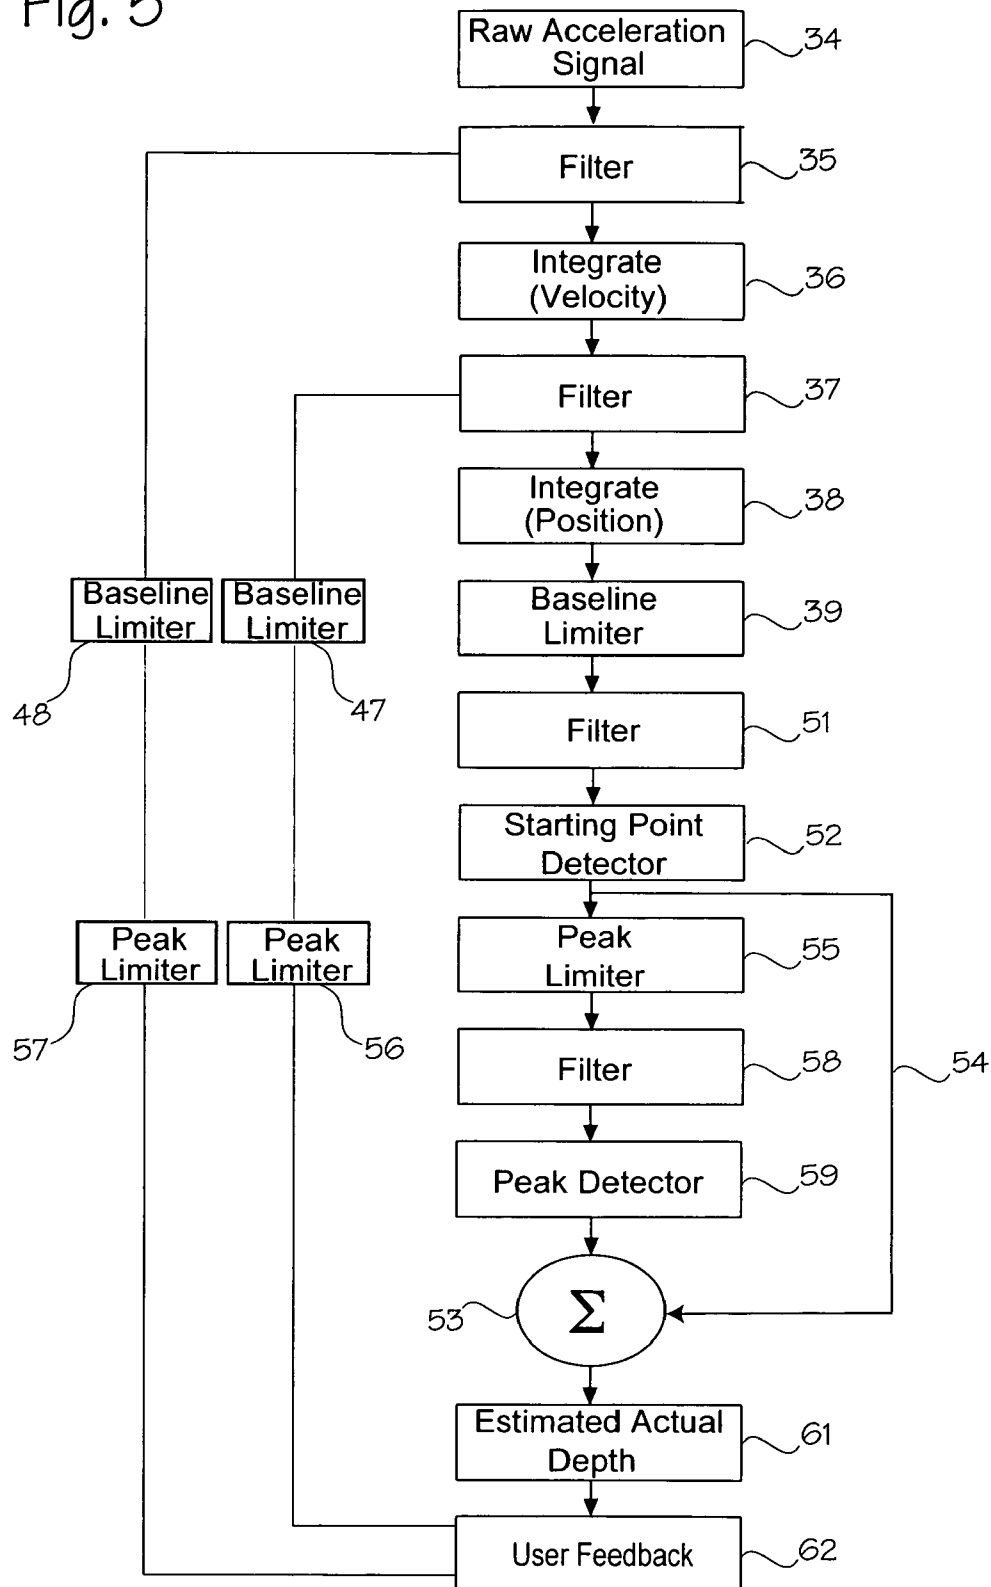 Fig. 5
Raw Acceleration
Signal
34
Filter
35
Integrate
(Velocity)
36
Filter
37
Integrate
(Position)
38
Baseline
Limiter
48
Baseline
Limiter
47
Baseline
Limiter
39
Filter
51
Starting Point
Detector
52
Peak
Limiter
57
Peak
Limiter
56
Peak
Limiter
55
Filter
58
54
Peak Detector
59
Σ
53
Estimated Actual
Depth
61
User Feedback
62